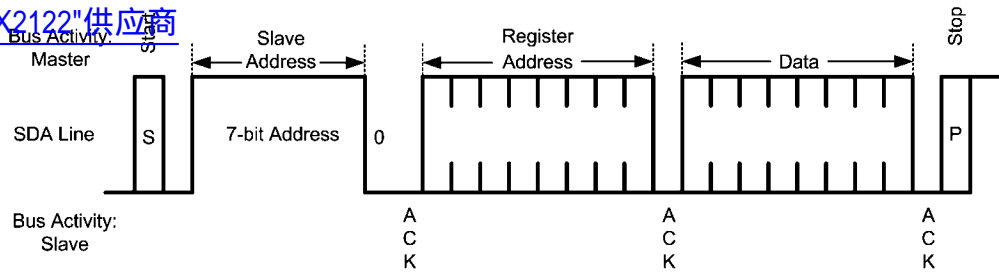 X2122"供应商
Bus Activity:
Master
Start
Slave
Address
Register
Address
Data
Stop
SDA Line
S
7-bit Address
0
P
Bus Activity:
Slave
A
C
K
A
C
K
A
C
K